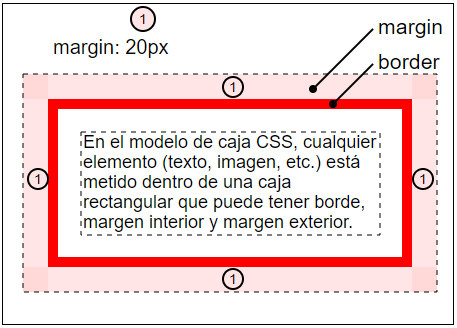 1
margin: 20px
margin
border
1
En el modelo de caja CSS, cualquier
elemento (texto, imagen, etc.) está
metido dentro de una caja
rectangular que puede tener borde,
margen interior y margen exterior.
1
1
1